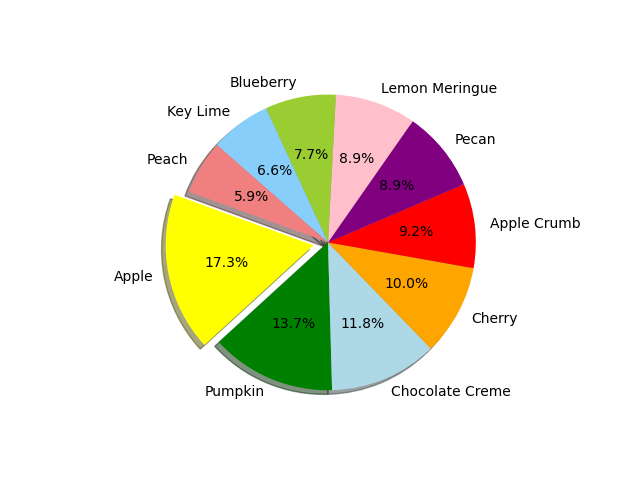 Blueberry
Lemon Meringue
Key Lime
Pecan
Peach
7.7%
8.9%
6.6%
8.9%
5.9%
Apple Crumb
9.2%
Apple
17.3%
10.0%
Cherry
13.7%
11.8%
Pumpkin
Chocolate Creme